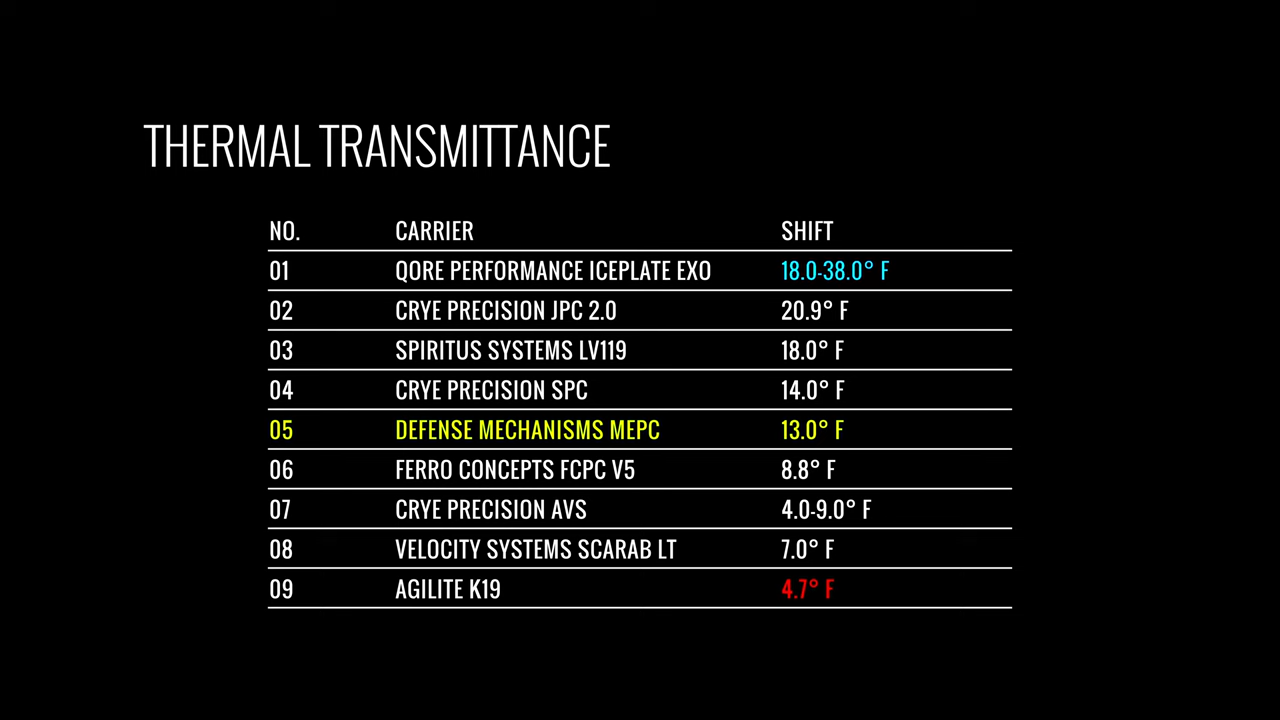 THERMAL TRANSMITTANCE
NO. CARRIER SHIFT
01 QORE PERFORMANCE ICEPLATE EXO 18.0-38.0° F
02 CRYE PRECISION JPC 2.0 20.9° F
03 SPIRITUS SYSTEMS LV119 18.0° F
04 CRYE PRECISION SPC 14.0° F
05 DEFENSE MECHANISMS MEPC 13.0° F
06 FERRO CONCEPTS FCPC V5 8.8° F
07 CRYE PRECISION AVS 4.0-9.0° F
08 VELOCITY SYSTEMS SCARAB LT 7.0° F
09 AGILITE K19 4.7° F